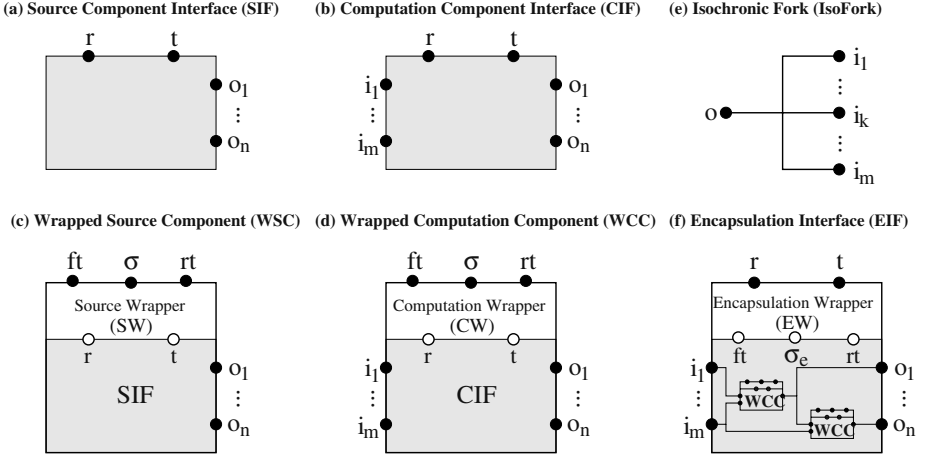 (a) Source Component Interface (SIF)
(b) Computation Component Interface (CIF)
(e) Isochronic Fork (IsoFork)
r t
o1
⋮
on
r t
i1
⋮
im
o1
⋮
on
o
i1
⋮
ik
⋮
im
(c) Wrapped Source Component (WSC)
(d) Wrapped Computation Component (WCC)
(f) Encapsulation Interface (EIF)
ft σ rt
Source Wrapper
(SW)
r t
SIF
o1
⋮
on
ft σ rt
Computation Wrapper
(CW)
r t
i1
⋮
im
CIF
o1
⋮
on
r t
Encapsulation Wrapper
(EW)
ft σe rt
i1
⋮
im
WCC
WCC
o1
⋮
on